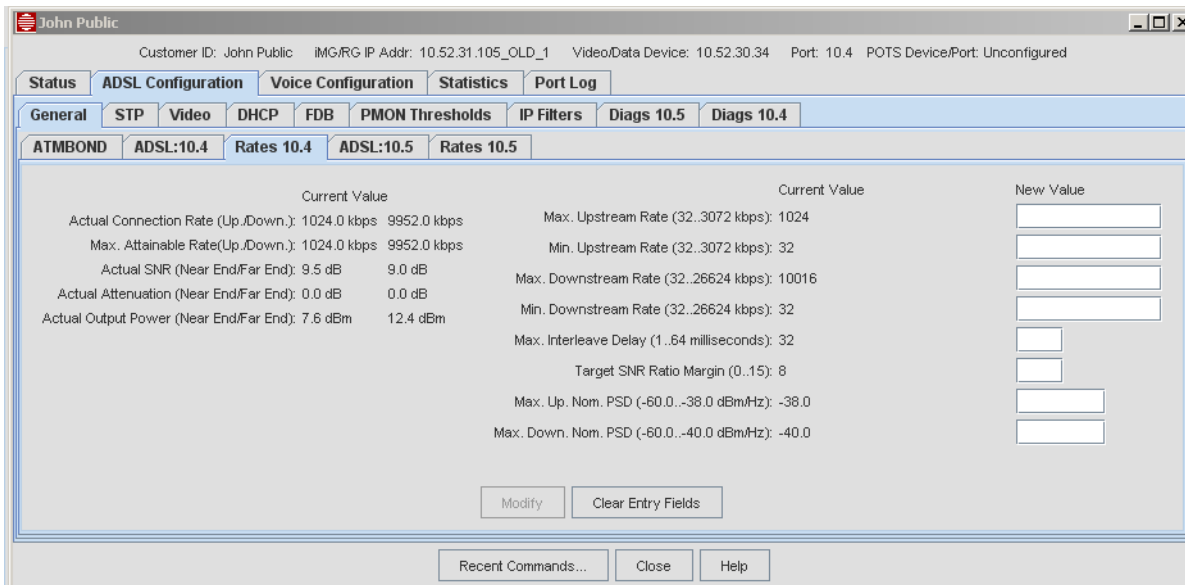 John Public
Customer ID: John Public iMG/RG IP Addr: 10.52.31.105_OLD_1 Video/Data Device: 10.52.30.34 Port: 10.4 POTS Device/Port: Unconfigured
Status ADSL Configuration Voice Configuration Statistics Port Log
General STP Video DHCP FDB PMON Thresholds IP Filters Diags 10.5 Diags 10.4
ATMBOND ADSL:10.4 Rates 10.4 ADSL:10.5 Rates 10.5
Current Value
Actual Connection Rate (Up./Down.): 1024.0 kbps 9952.0 kbps
Max. Attainable Rate(Up./Down.): 1024.0 kbps 9952.0 kbps
Actual SNR (Near End/Far End): 9.5 dB 9.0 dB
Actual Attenuation (Near End/Far End): 0.0 dB 0.0 dB
Actual Output Power (Near End/Far End): 7.6 dBm 12.4 dBm
Current Value New Value
Max. Upstream Rate (32..3072 kbps): 1024
Min. Upstream Rate (32..3072 kbps): 32
Max. Downstream Rate (32..26624 kbps): 10016
Min. Downstream Rate (32..26624 kbps): 32
Max. Interleave Delay (1..64 milliseconds): 32
Target SNR Ratio Margin (0..15): 8
Max. Up. Nom. PSD (-60.0..-38.0 dBm/Hz): -38.0
Max. Down. Nom. PSD (-60.0..-40.0 dBm/Hz): -40.0
Modify Clear Entry Fields
Recent Commands... Close Help